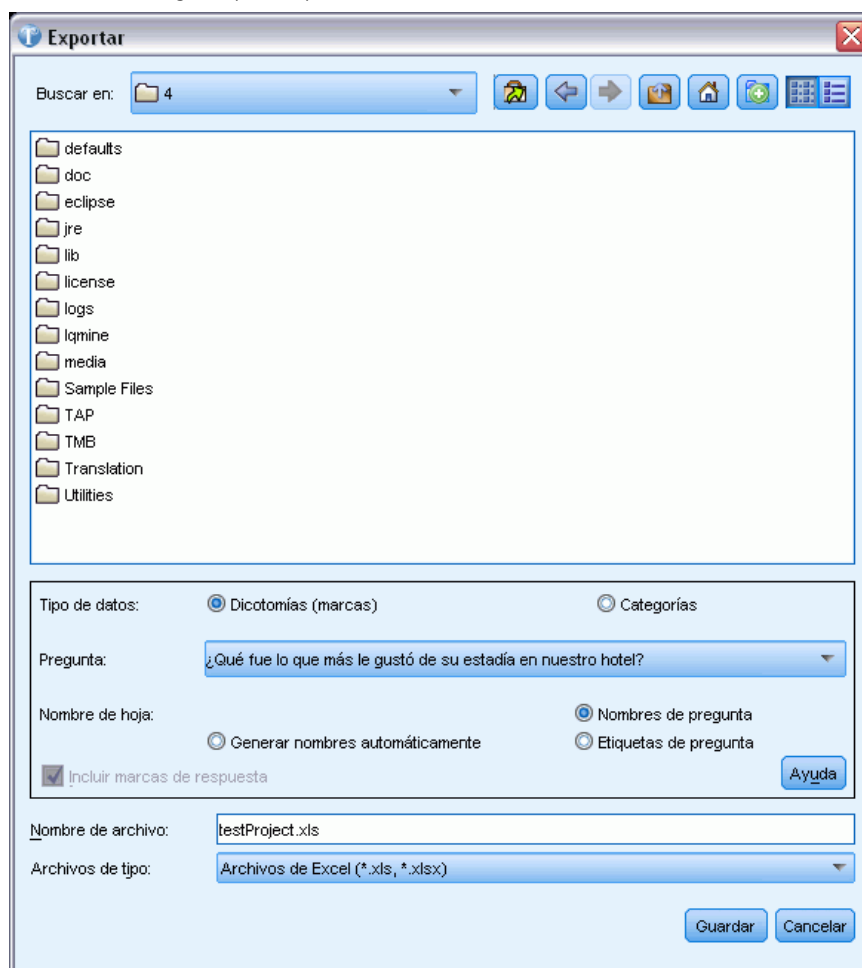 Exportar
Buscar en: 4
defaults
doc
eclipse
jre
lib
license
logs
lqmine
media
Sample Files
TAP
TMB
Translation
Utilities
Tipo de datos: Dicotomías (marcas) Categorías
Pregunta: ¿Qué fue lo que más le gustó de su estadía en nuestro hotel?
Nombre de hoja: Nombres de pregunta
Generar nombres automáticamente Etiquetas de pregunta
Incluir marcas de respuesta Ayuda
Nombre de archivo: testProject.xls
Archivos de tipo: Archivos de Excel (*.xls, *.xlsx)
Guardar Cancelar